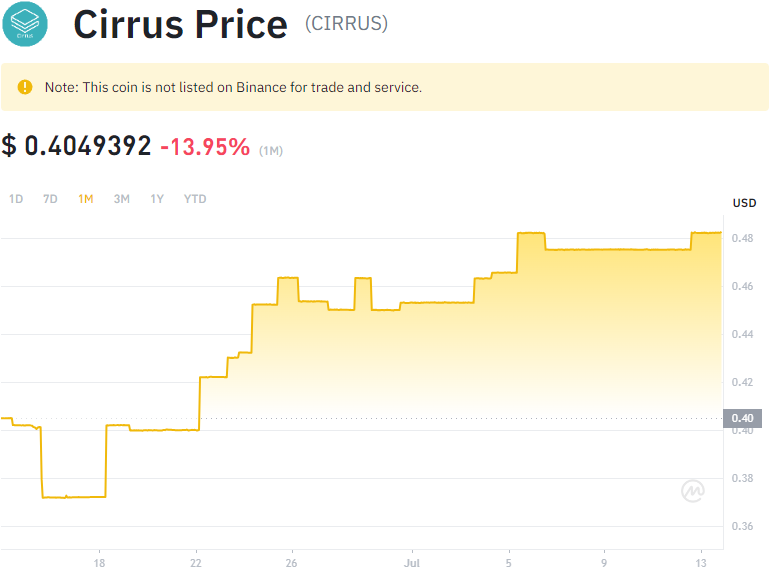 Cirrus Price (CIRRUS)
Cirrus
Note: This coin is not listed on Binance for trade and service.
$ 0.4049392 -13.95% (1M)
1D 7D 1M 3M 1Y YTD
USD
0.48
0.46
0.44
0.42
0.40
0.40
0.38
0.36
18 22 26 Jul 5 9 13